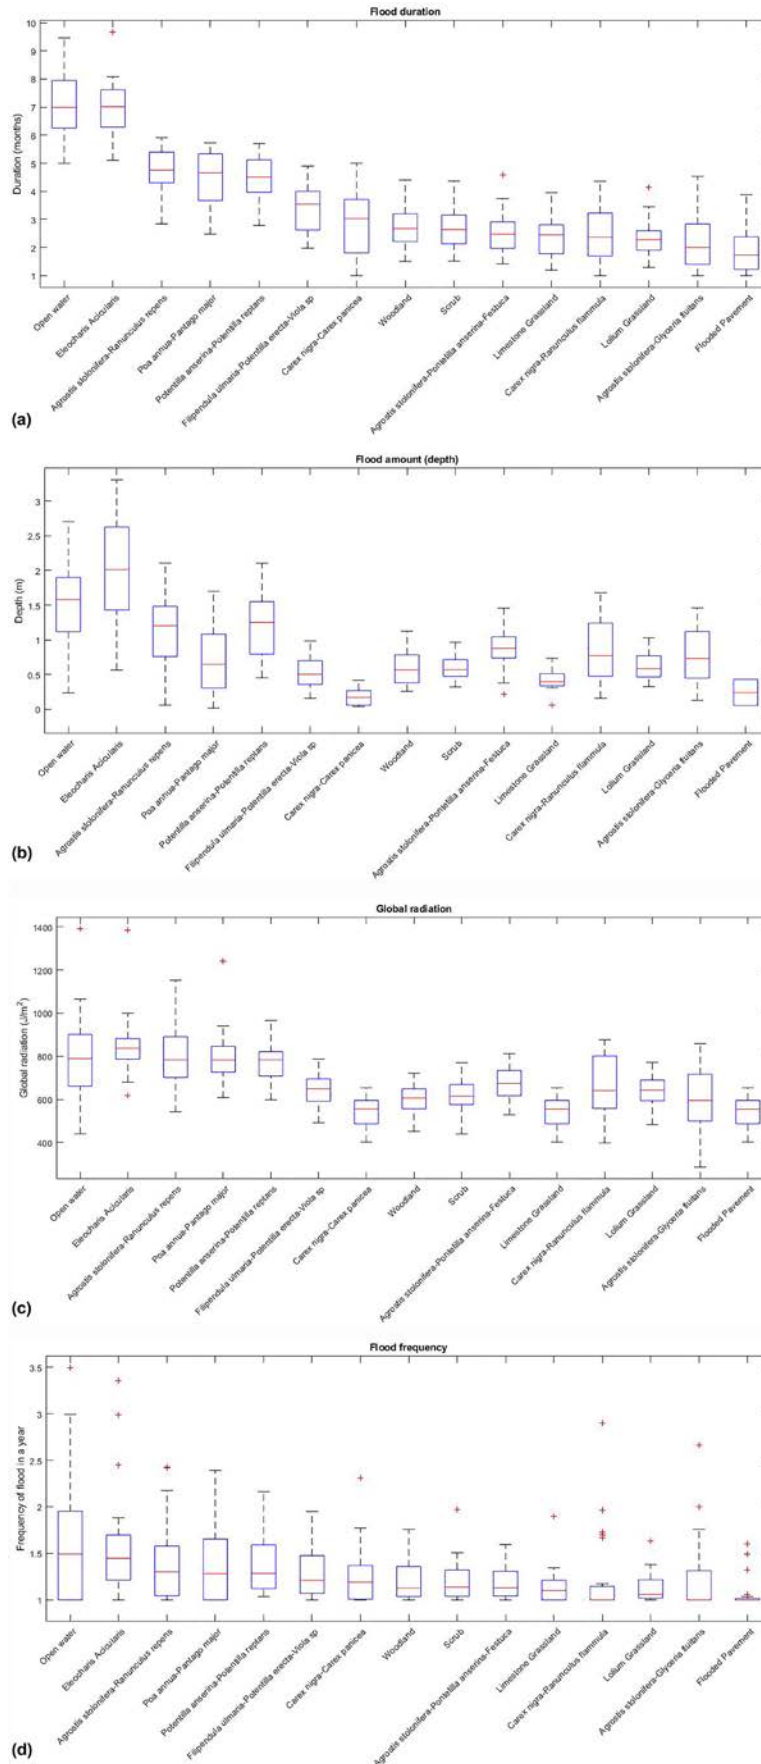 Flood duration
10
9
8
7
6
5
4
3
2
1
Duration (months)
Open water
Eleocharis Acicularis
Agrostis stolonifera-Ranunculus repens
Poa annua-Pantago major
Potentilla anserina-Potentilla reptans
Filipendula ulmaria-Potentilla erecta-Viola sp
Carex nigra-Carex panicea
Woodland
Scrub
Agrostis stolonifera-Pontetilla anserina-Festuca
Limestone Grassland
Carex nigra-Ranunculus flammula
Lolium Grassland
Agrostis stolonifera-Glyceria fluitans
Flooded Pavement
(a)
Flood amount (depth)
3
2.5
2
1.5
1
0.5
0
Depth (m)
Open water
Eleocharis Acicularis
Agrostis stolonifera-Ranunculus repens
Poa annua-Pantago major
Potentilla anserina-Potentilla reptans
Filipendula ulmaria-Potentilla erecta-Viola sp
Carex nigra-Carex panicea
Woodland
Scrub
Agrostis stolonifera-Pontetilla anserina-Festuca
Limestone Grassland
Carex nigra-Ranunculus flammula
Lolium Grassland
Agrostis stolonifera-Glyceria fluitans
Flooded Pavement
(b)
Global radiation
1400
1200
1000
800
600
400
Global radiation (J/m²)
Open water
Eleocharis Acicularis
Agrostis stolonifera-Ranunculus repens
Poa annua-Pantago major
Potentilla anserina-Potentilla reptans
Filipendula ulmaria-Potentilla erecta-Viola sp
Carex nigra-Carex panicea
Woodland
Scrub
Agrostis stolonifera-Pontetilla anserina-Festuca
Limestone Grassland
Carex nigra-Ranunculus flammula
Lolium Grassland
Agrostis stolonifera-Glyceria fluitans
Flooded Pavement
(c)
Flood frequency
3.5
3
2.5
2
1.5
1
Frequency of flood in a year
Open water
Eleocharis Acicularis
Agrostis stolonifera-Ranunculus repens
Poa annua-Pantago major
Potentilla anserina-Potentilla reptans
Filipendula ulmaria-Potentilla erecta-Viola sp
Carex nigra-Carex panicea
Woodland
Scrub
Agrostis stolonifera-Pontetilla anserina-Festuca
Limestone Grassland
Carex nigra-Ranunculus flammula
Lolium Grassland
Agrostis stolonifera-Glyceria fluitans
Flooded Pavement
(d)